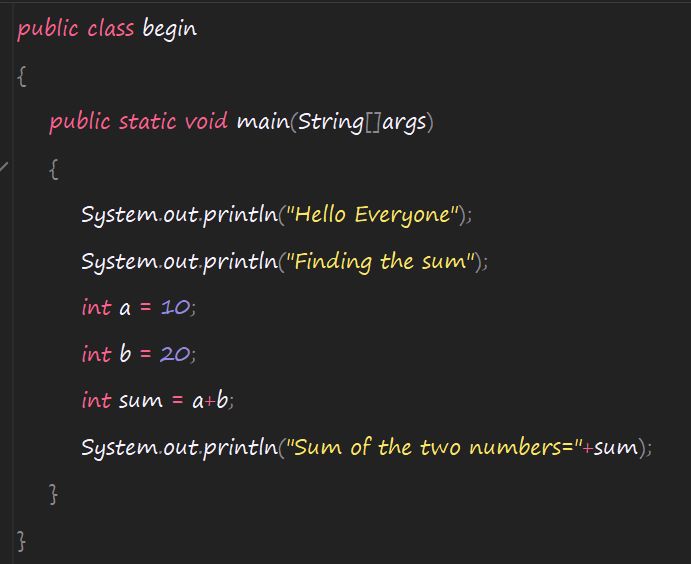 public class begin
{
public static void main(String[]args)
{
System.out.println("Hello Everyone");
System.out.println("Finding the sum");
int a = 10;
int b = 20;
int sum = a+b;
System.out.println("Sum of the two numbers="+sum);
}
}